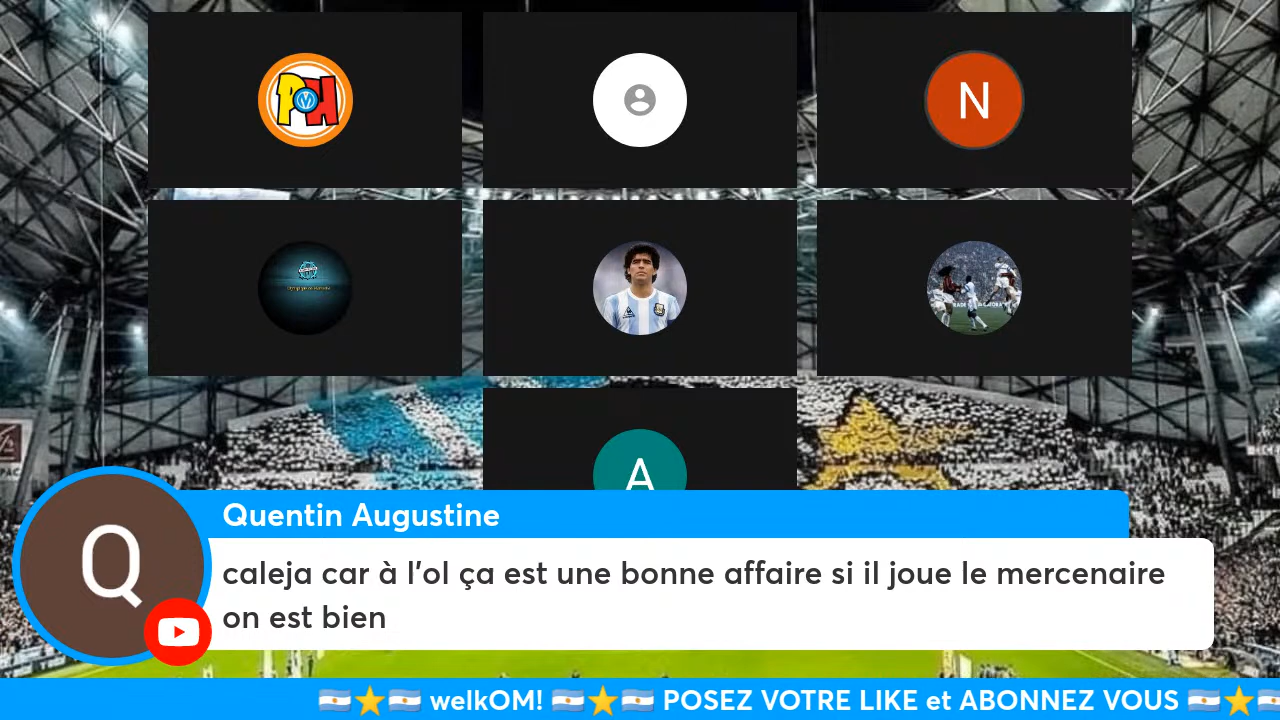 PH
N
A
Q
Quentin Augustine
caleja car à l'ol ça est une bonne affaire si il joue le mercenaire
on est bien
welkOM! POSEZ VOTRE LIKE et ABONNEZ VOUS